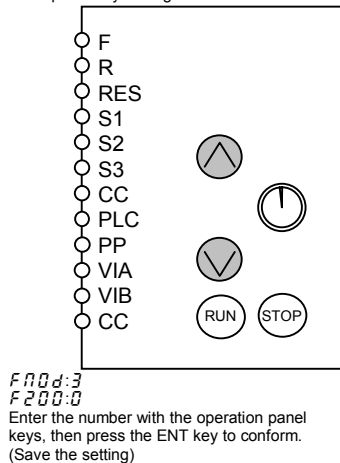 F
R
RES
S1
S2
S3
CC
PLC
PP
VIA
VIB
CC
RUN STOP
FMOd:3
F200:0
Enter the number with the operation panel
keys, then press the ENT key to conform.
(Save the setting)